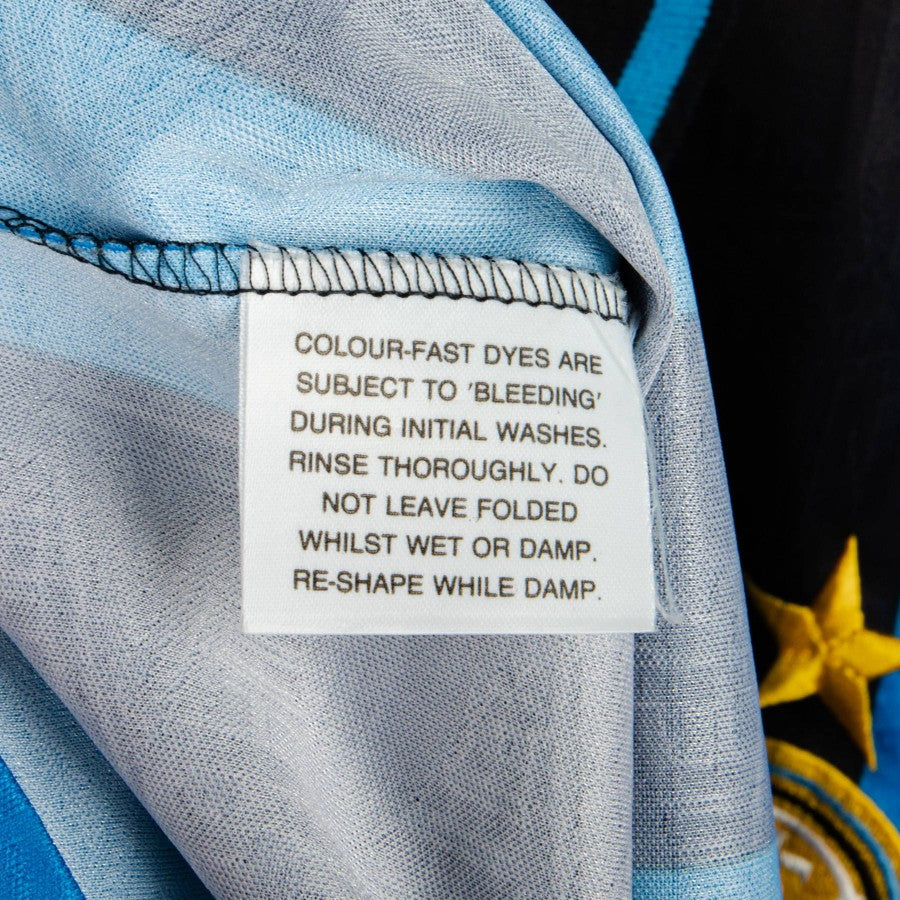 COLOUR-FAST DYES ARE
SUBJECT TO 'BLEEDING'
DURING INITIAL WASHES.
RINSE THOROUGHLY. DO
NOT LEAVE FOLDED
WHILST WET OR DAMP.
RE-SHAPE WHILE DAMP.